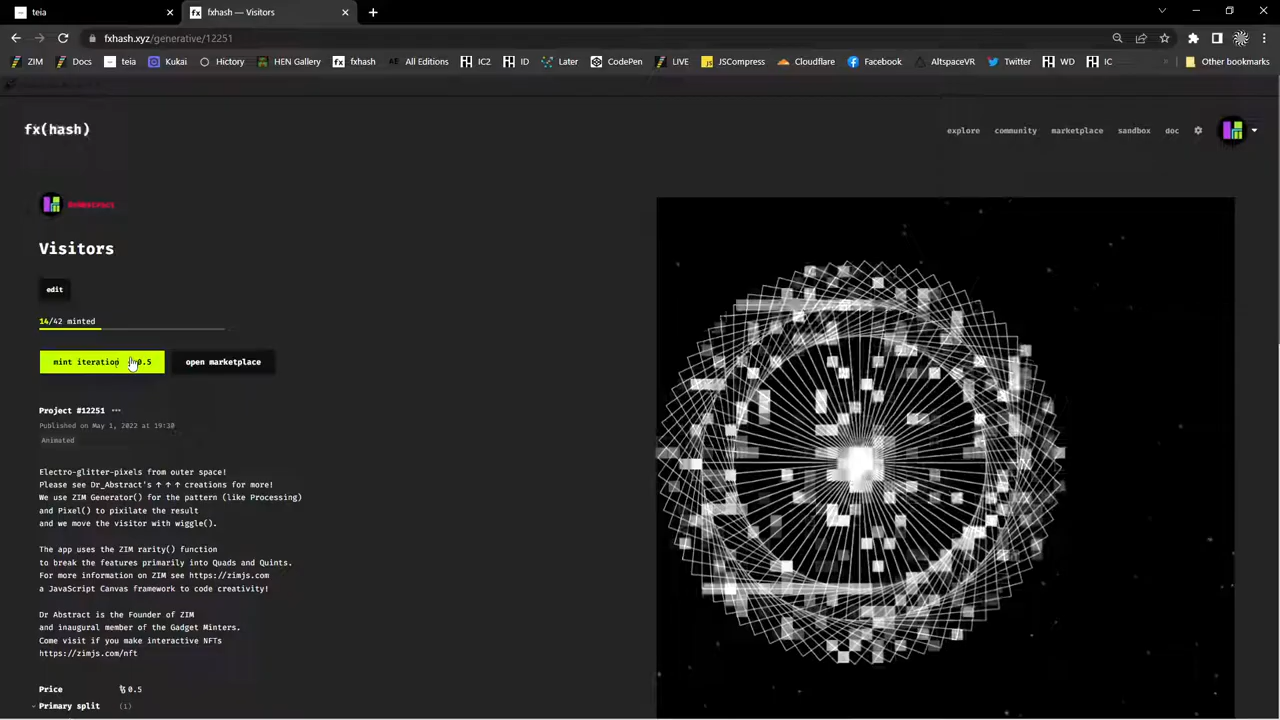 teia
fxhash — Visitors
fxhash.xyz/generative/12251
ZIM Docs teia Kukai Hictory HEN Gallery fxhash All Editions IC2 ID Later CodePen LIVE JSCompress Cloudflare Facebook AltspaceVR Twitter WD IC Other bookmarks
fx(hash)
explore community marketplace sandbox doc
Visitors
edit
14/42 minted
mint iteration 0.5 open marketplace
Project #12251 •••
Published on May 1, 2022 at 19:30
Animated
Electro-glitter-pixels from outer space!
Please see Dr_Abstract's ↑ ↑ ↑ creations for more!
We use ZIM Generator() for the pattern (like Processing)
and Pixel() to pixilate the result
and we move the visitor with wiggle().
The app uses the ZIM rarity() function
to break the features primarily into Quads and Quints.
For more information on ZIM see https://zimjs.com
a JavaScript Canvas framework to code creativity!
Dr Abstract is the Founder of ZIM
and inaugural member of the Gadget Minters.
Come visit if you make interactive NFTs
https://zimjs.com/nft
Price ꜩ 0.5
Primary split (1)